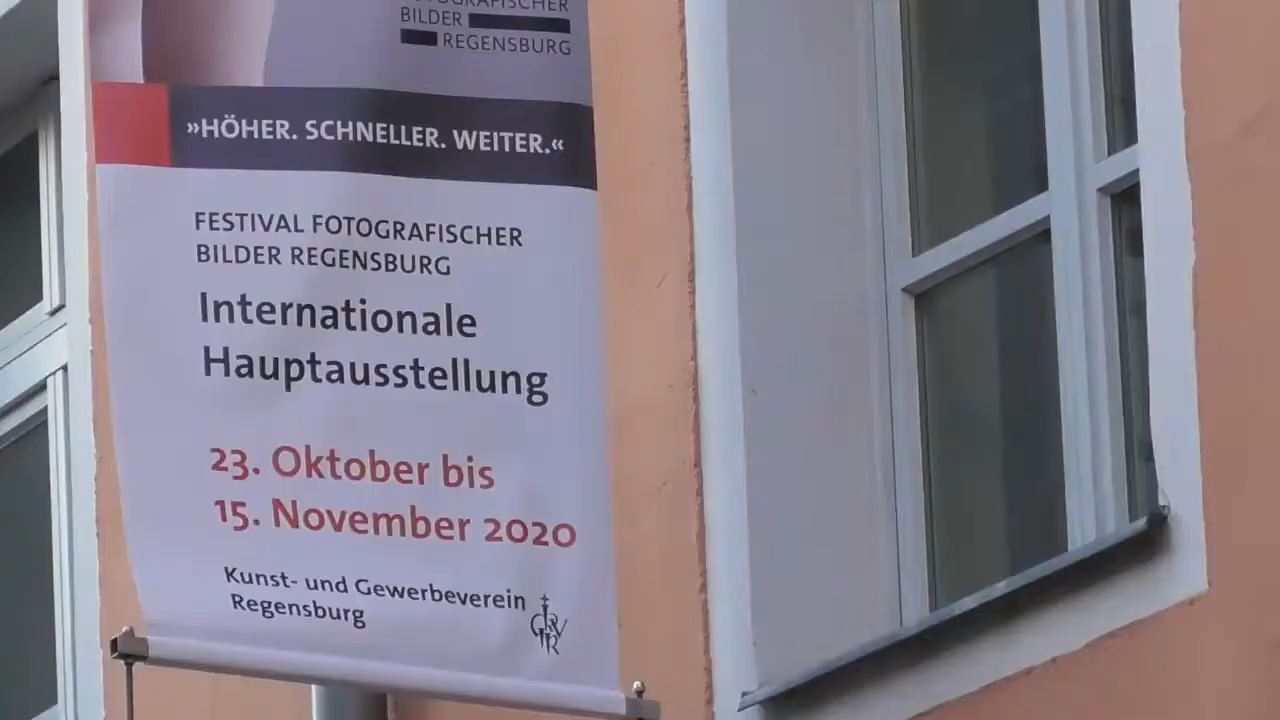 FOTOGRAFISCHER
BILDER
REGENSBURG
»HÖHER. SCHNELLER. WEITER.«
FESTIVAL FOTOGRAFISCHER
BILDER REGENSBURG
Internationale
Hauptausstellung
23. Oktober bis
15. November 2020
Kunst- und Gewerbeverein
Regensburg